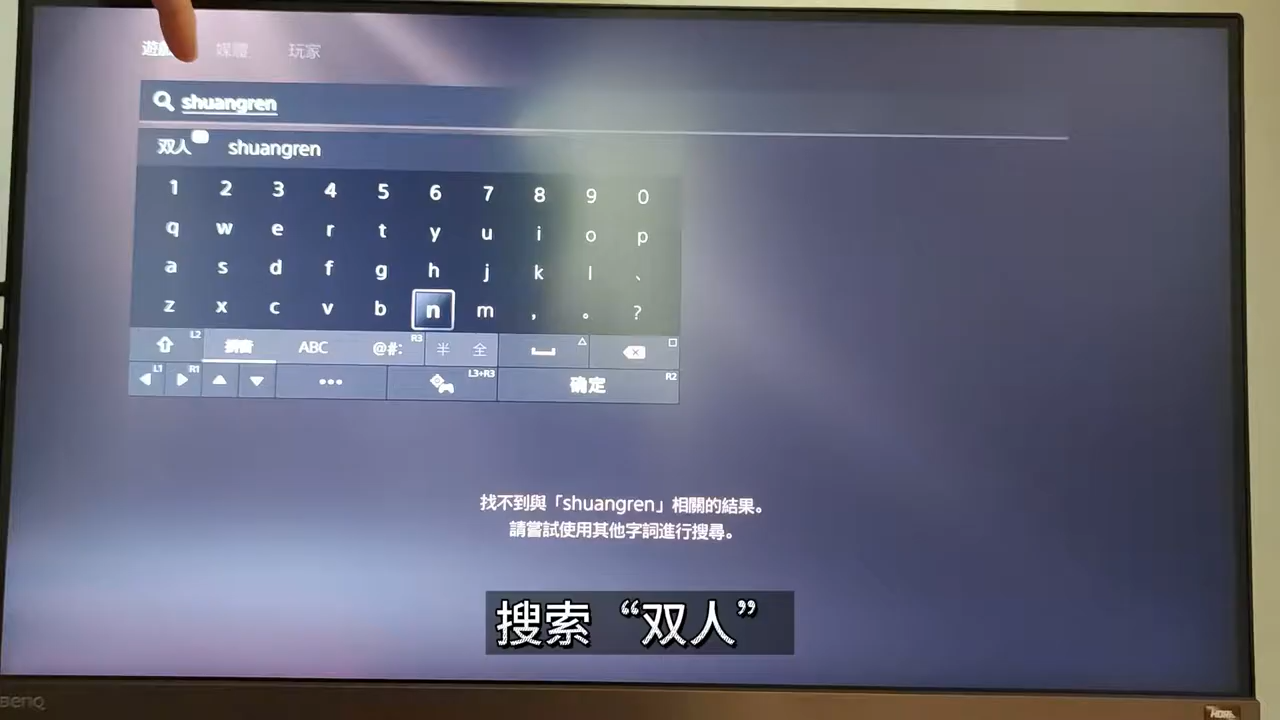 遊戲 媒體 玩家
shuangren
双人 shuangren
1 2 3 4 5 6 7 8 9 0
q w e r t y u i o p
a s d f g h j k l 、
z x c v b n m , 。 ?
L2 拼音 ABC @#: R3 半 全
L1 R1 ••• L3+R3 确定 R2
找不到與「shuangren」相關的結果。
請嘗試使用其他字詞進行搜尋。
搜索“双人”
BenQ
HDRi